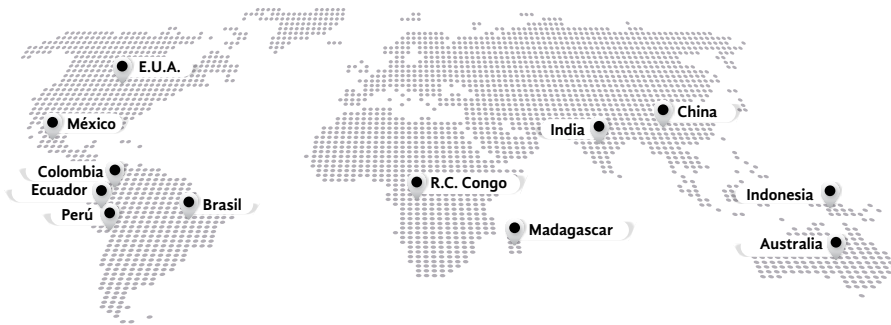 E.U.A.
México
China
India
Colombia
Ecuador
R.C. Congo
Indonesia
Brasil
Perú
Madagascar
Australia